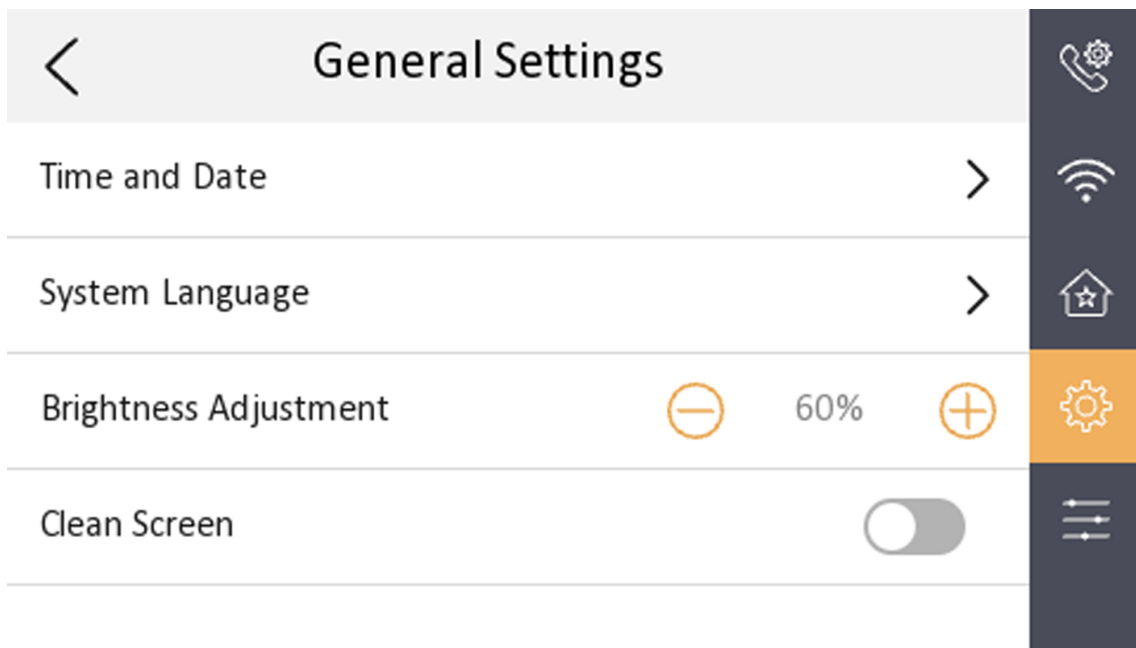 General Settings
Time and Date
System Language
Brightness Adjustment 60%
Clean Screen